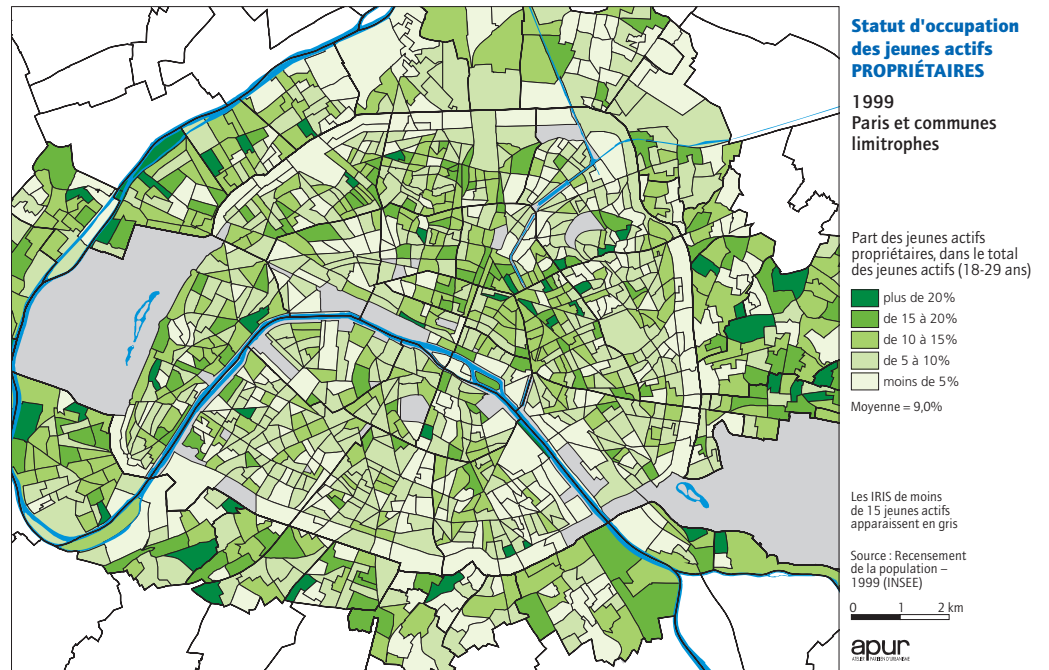 Statut d'occupation
des jeunes actifs
PROPRIÉTAIRES
1999
Paris et communes
limitrophes
Part des jeunes actifs
propriétaires, dans le total
des jeunes actifs (18-29 ans)
plus de 20%
de 15 à 20%
de 10 à 15%
de 5 à 10%
moins de 5%
Moyenne = 9,0%
Les IRIS de moins
de 15 jeunes actifs
apparaissent en gris
Source : Recensement
de la population –
1999 (INSEE)
0 1 2 km
apur
ATELIER PARISIEN D'URBANISME